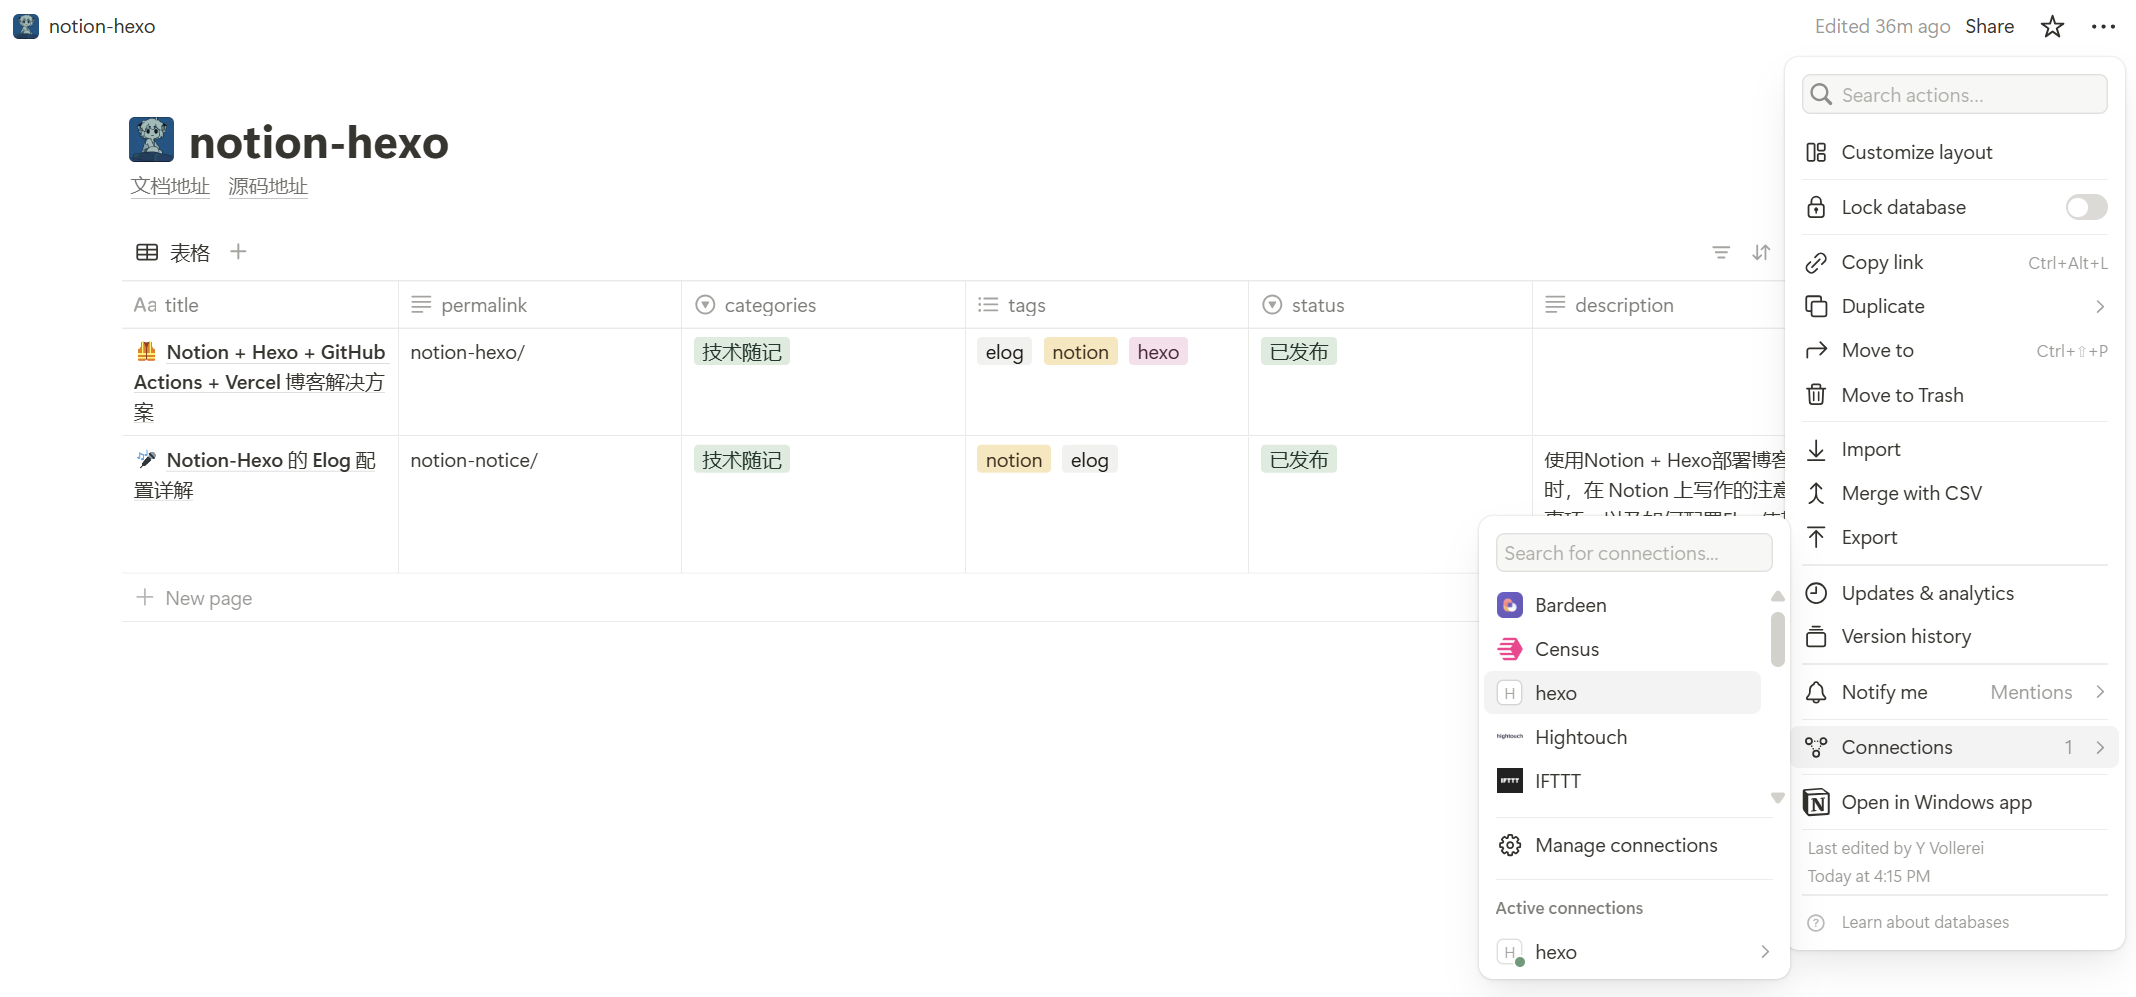 notion-hexo
Edited 36m ago Share
notion-hexo
文档地址 源码地址
表格
Aa title permalink categories tags status description
Notion + Hexo + GitHub
Actions + Vercel 博客解决方
案
notion-hexo/
技术随记
elog notion hexo
已发布
Notion-Hexo 的 Elog 配
置详解
notion-notice/
技术随记
notion elog
已发布
使用Notion + Hexo部署博客
时，在 Notion 上写作的注意
New page
Search actions...
Customize layout
Lock database
Copy link Ctrl+Alt+L
Duplicate
Move to Ctrl+⇧+P
Move to Trash
Import
Merge with CSV
Export
Updates & analytics
Version history
Notify me Mentions
Connections 1
Open in Windows app
Last edited by Y Vollerei
Today at 4:15 PM
Learn about databases
Search for connections...
Bardeen
Census
H hexo
hightouch Hightouch
IFTTT IFTTT
Manage connections
Active connections
H hexo